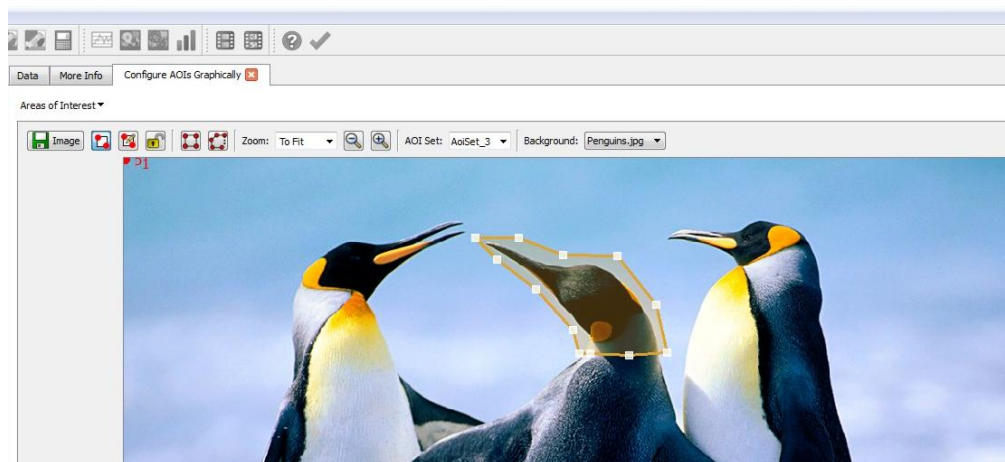 Data More Info Configure AOIs Graphically
Areas of Interest
Image Zoom: To Fit AOI Set: AoiSet_3 Background: Penguins.jpg
P1